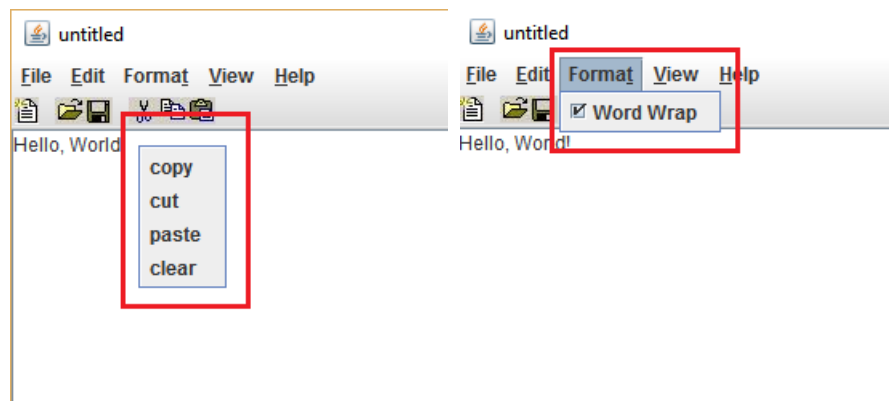 untitled
File Edit Format View Help
Hello, World
copy
cut
paste
clear
untitled
File Edit Format View Help
Word Wrap
Hello, World!